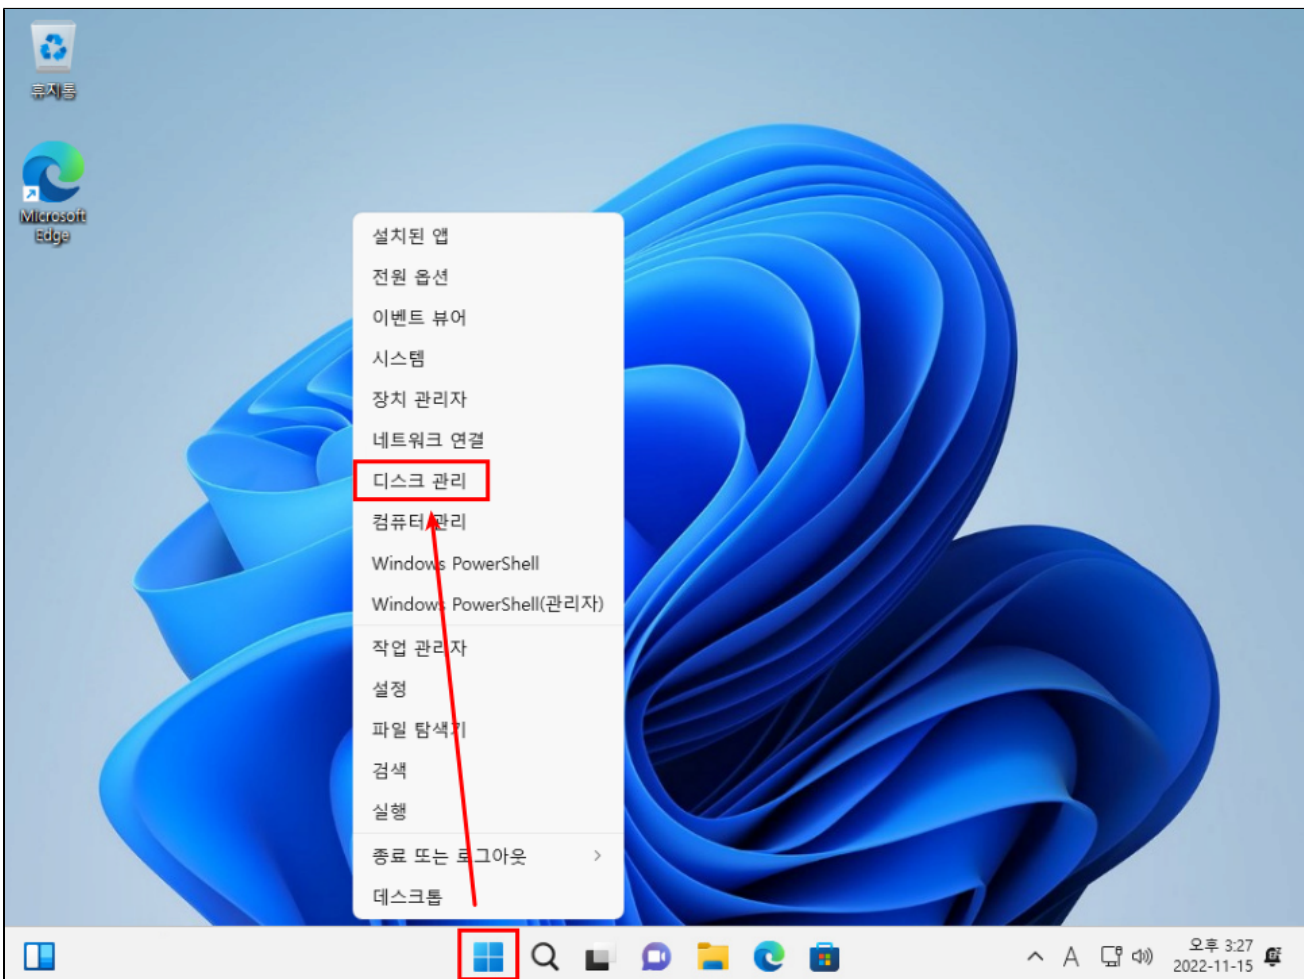 휴지통
Microsoft
Edge
설치된 앱
전원 옵션
이벤트 뷰어
시스템
장치 관리자
네트워크 연결
디스크 관리
컴퓨터 관리
Windows PowerShell
Windows PowerShell(관리자)
작업 관리자
설정
파일 탐색기
검색
실행
종료 또는 로그아웃
데스크톱
A
오후 3:27
2022-11-15